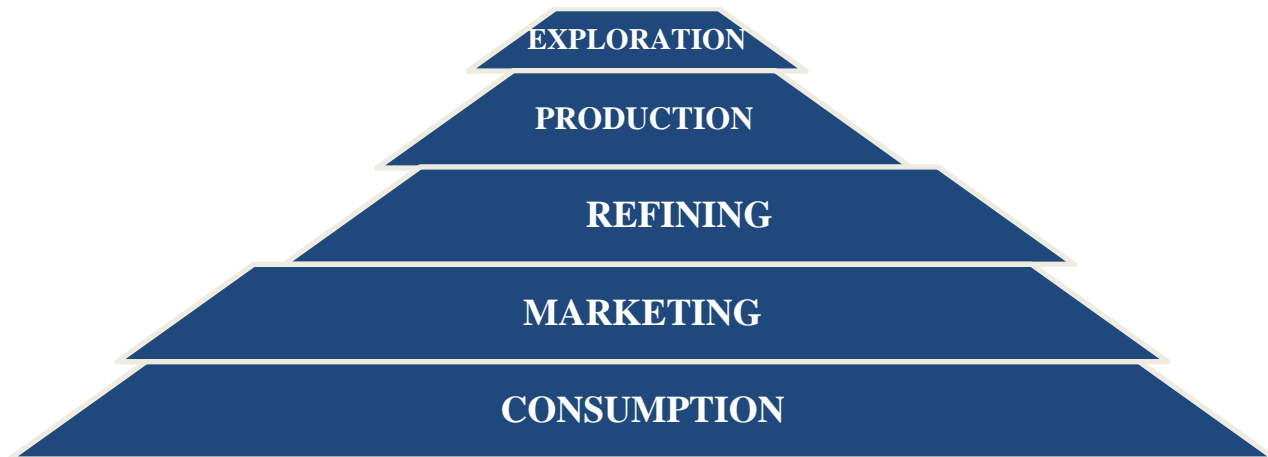 EXPLORATION
PRODUCTION
REFINING
MARKETING
CONSUMPTION